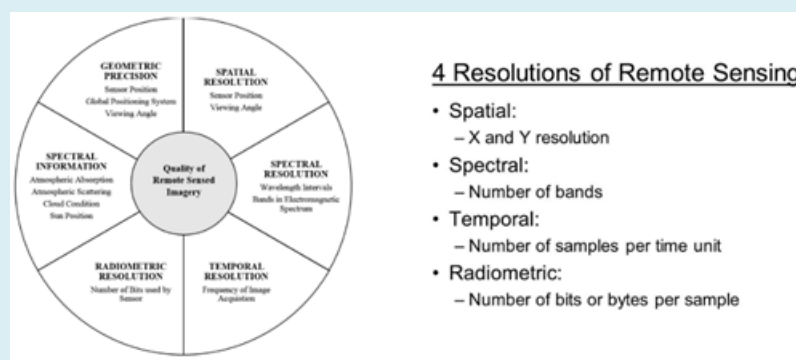 GEOMETRIC
PRECISION
Sensor Position
Global Positioning System
Viewing Angle
SPATIAL
RESOLUTION
Sensor Position
Viewing Angle
SPECTRAL
INFORMATION
Atmospheric Absorption
Atmospheric Scattering
Cloud Condition
Sun Position
Quality of
Remote Sensed
Imagery
SPECTRAL
RESOLUTION
Wavelength Intervals
Bands in Electromagnetic
Spectrum
RADIOMETRIC
RESOLUTION
Number of Bits used by
Sensor
TEMPORAL
RESOLUTION
Frequency of Image
Acquistion
4 Resolutions of Remote Sensing
• Spatial:
– X and Y resolution
• Spectral:
– Number of bands
• Temporal:
– Number of samples per time unit
• Radiometric:
– Number of bits or bytes per sample